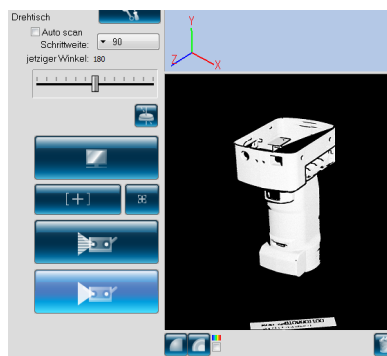 Drehtisch
Auto scan
Schrittweite: 90
jetziger Winkel: 180
Y
Z
X
[+]